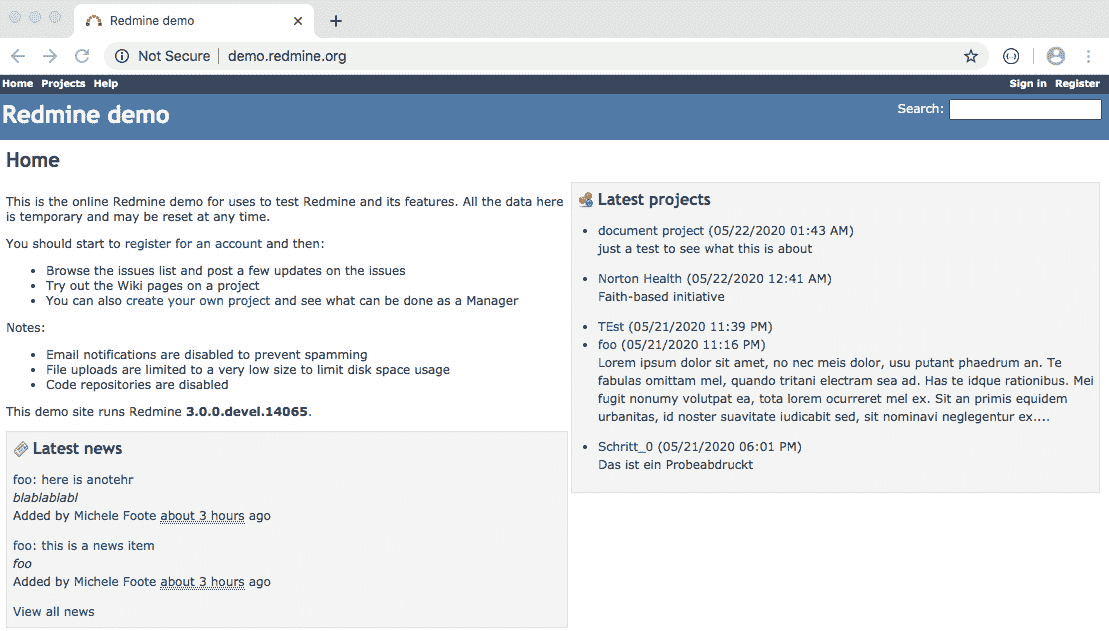 Redmine demo
Not Secure
demo.redmine.org
Home Projects Help
Sign in Register
Redmine demo
Search:
Home
This is the online Redmine demo for uses to test Redmine and its features. All the data here
is temporary and may be reset at any time.
You should start to register for an account and then:
Browse the issues list and post a few updates on the issues
Try out the Wiki pages on a project
You can also create your own project and see what can be done as a Manager
Notes:
Email notifications are disabled to prevent spamming
File uploads are limited to a very low size to limit disk space usage
Code repositories are disabled
This demo site runs Redmine 3.0.0.devel.14065.
Latest news
foo: here is anotehr
blablablabl
Added by Michele Foote about 3 hours ago
foo: this is a news item
foo
Added by Michele Foote about 3 hours ago
View all news
Latest projects
document project (05/22/2020 01:43 AM)
just a test to see what this is about
Norton Health (05/22/2020 12:41 AM)
Faith-based initiative
TEst (05/21/2020 11:39 PM)
foo (05/21/2020 11:16 PM)
Lorem ipsum dolor sit amet, no nec meis dolor, usu putant phaedrum an. Te
fabulas omittam mel, quando tritani electram sea ad. Has te idque rationibus. Mei
fugit nonumy volutpat ea, tota lorem ocurreret mel ex. Sit an primis equidem
urbanitas, id noster suavitate iudicabit sed, sit nominavi neglegentur ex....
Schritt_0 (05/21/2020 06:01 PM)
Das ist ein Probeabdruckt